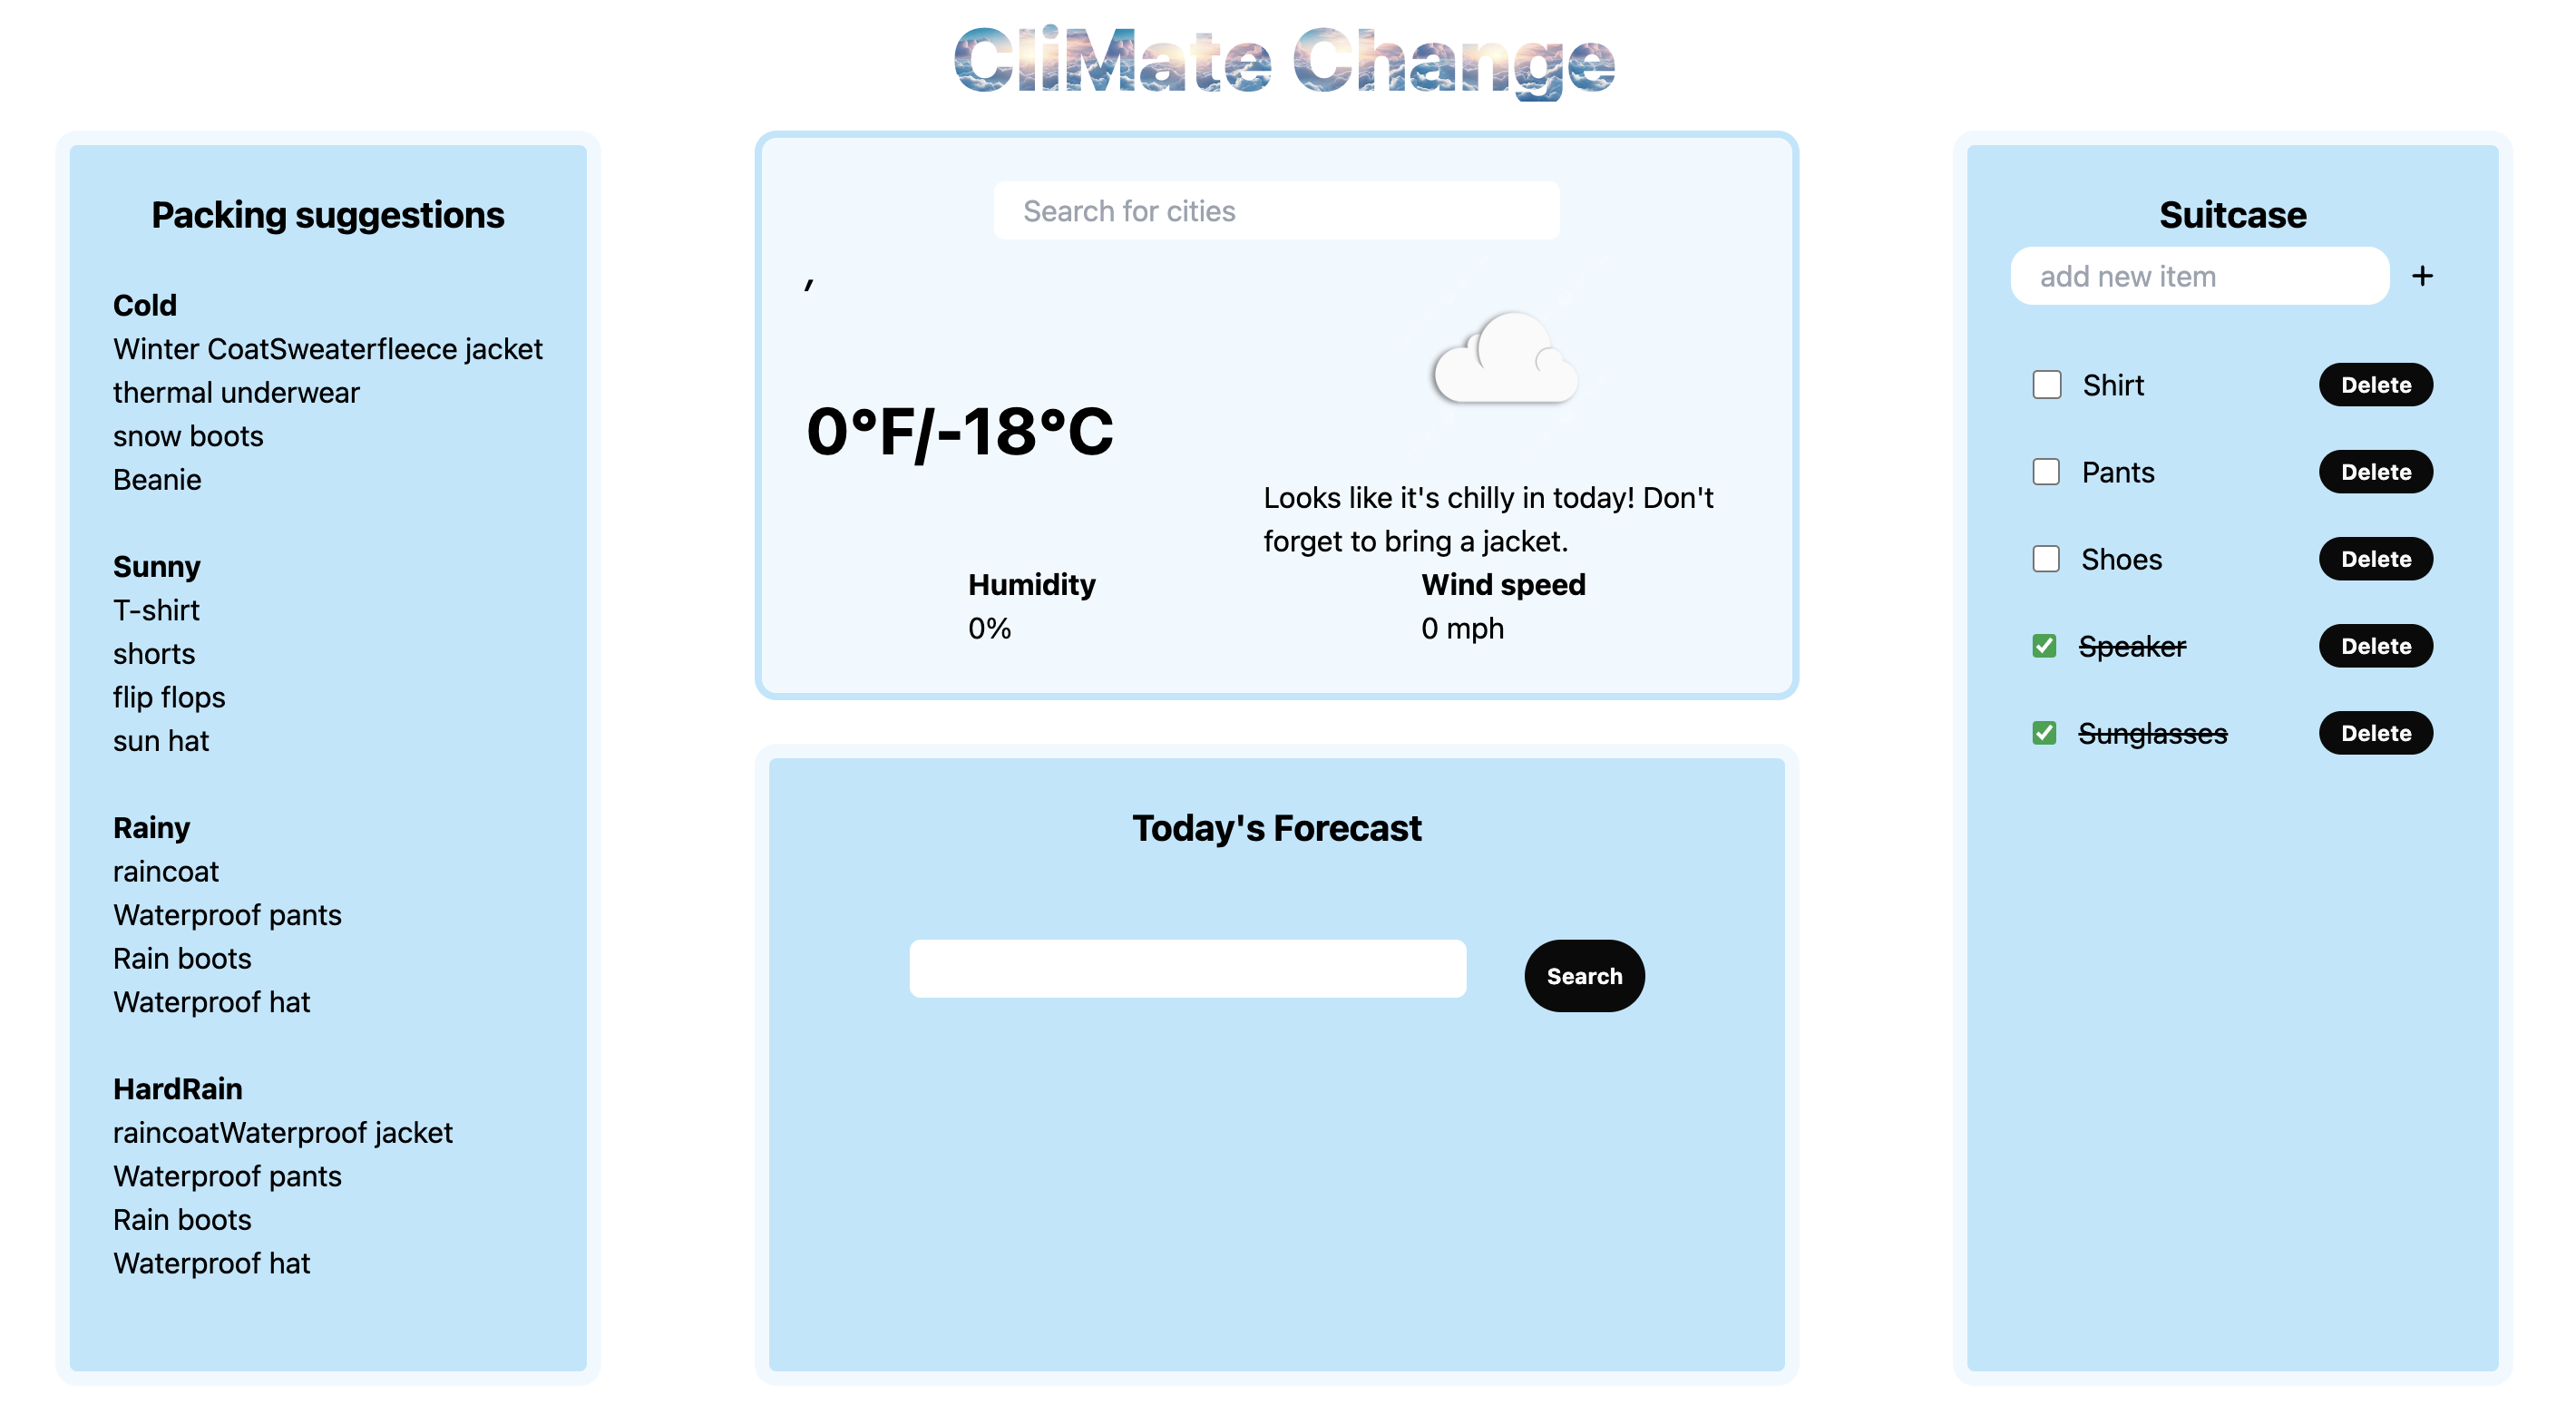 CliMate Change
Packing suggestions
Cold
Winter CoatSweaterfleece jacket
thermal underwear
snow boots
Beanie
Sunny
T-shirt
shorts
flip flops
sun hat
Rainy
raincoat
Waterproof pants
Rain boots
Waterproof hat
HardRain
raincoatWaterproof jacket
Waterproof pants
Rain boots
Waterproof hat
Search for cities
,
0°F/-18°C
Looks like it's chilly in today! Don't
forget to bring a jacket.
Humidity
0%
Wind speed
0 mph
Today's Forecast
Search
Suitcase
add new item +
Shirt Delete
Pants Delete
Shoes Delete
Speaker Delete
Sunglasses Delete